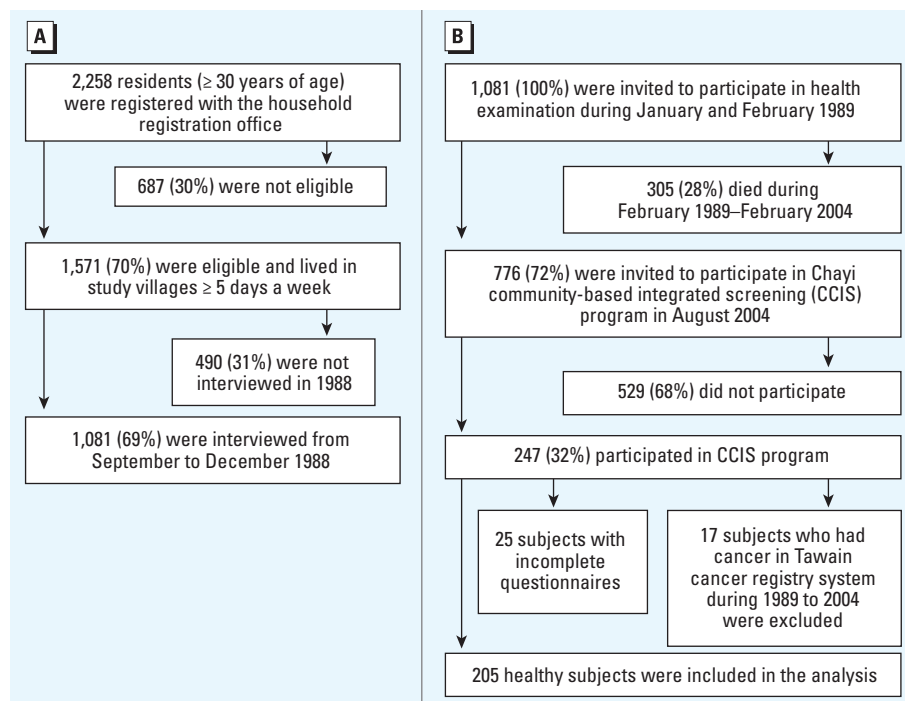 A
2,258 residents (≥ 30 years of age)
were registered with the household
registration office
687 (30%) were not eligible
1,571 (70%) were eligible and lived in
study villages ≥ 5 days a week
490 (31%) were not
interviewed in 1988
1,081 (69%) were interviewed from
September to December 1988
B
1,081 (100%) were invited to participate in health
examination during January and February 1989
305 (28%) died during
February 1989–February 2004
776 (72%) were invited to participate in Chayi
community-based integrated screening (CCIS)
program in August 2004
529 (68%) did not participate
247 (32%) participated in CCIS program
25 subjects with
incomplete
questionnaires
17 subjects who had
cancer in Tawain
cancer registry system
during 1989 to 2004
were excluded
205 healthy subjects were included in the analysis